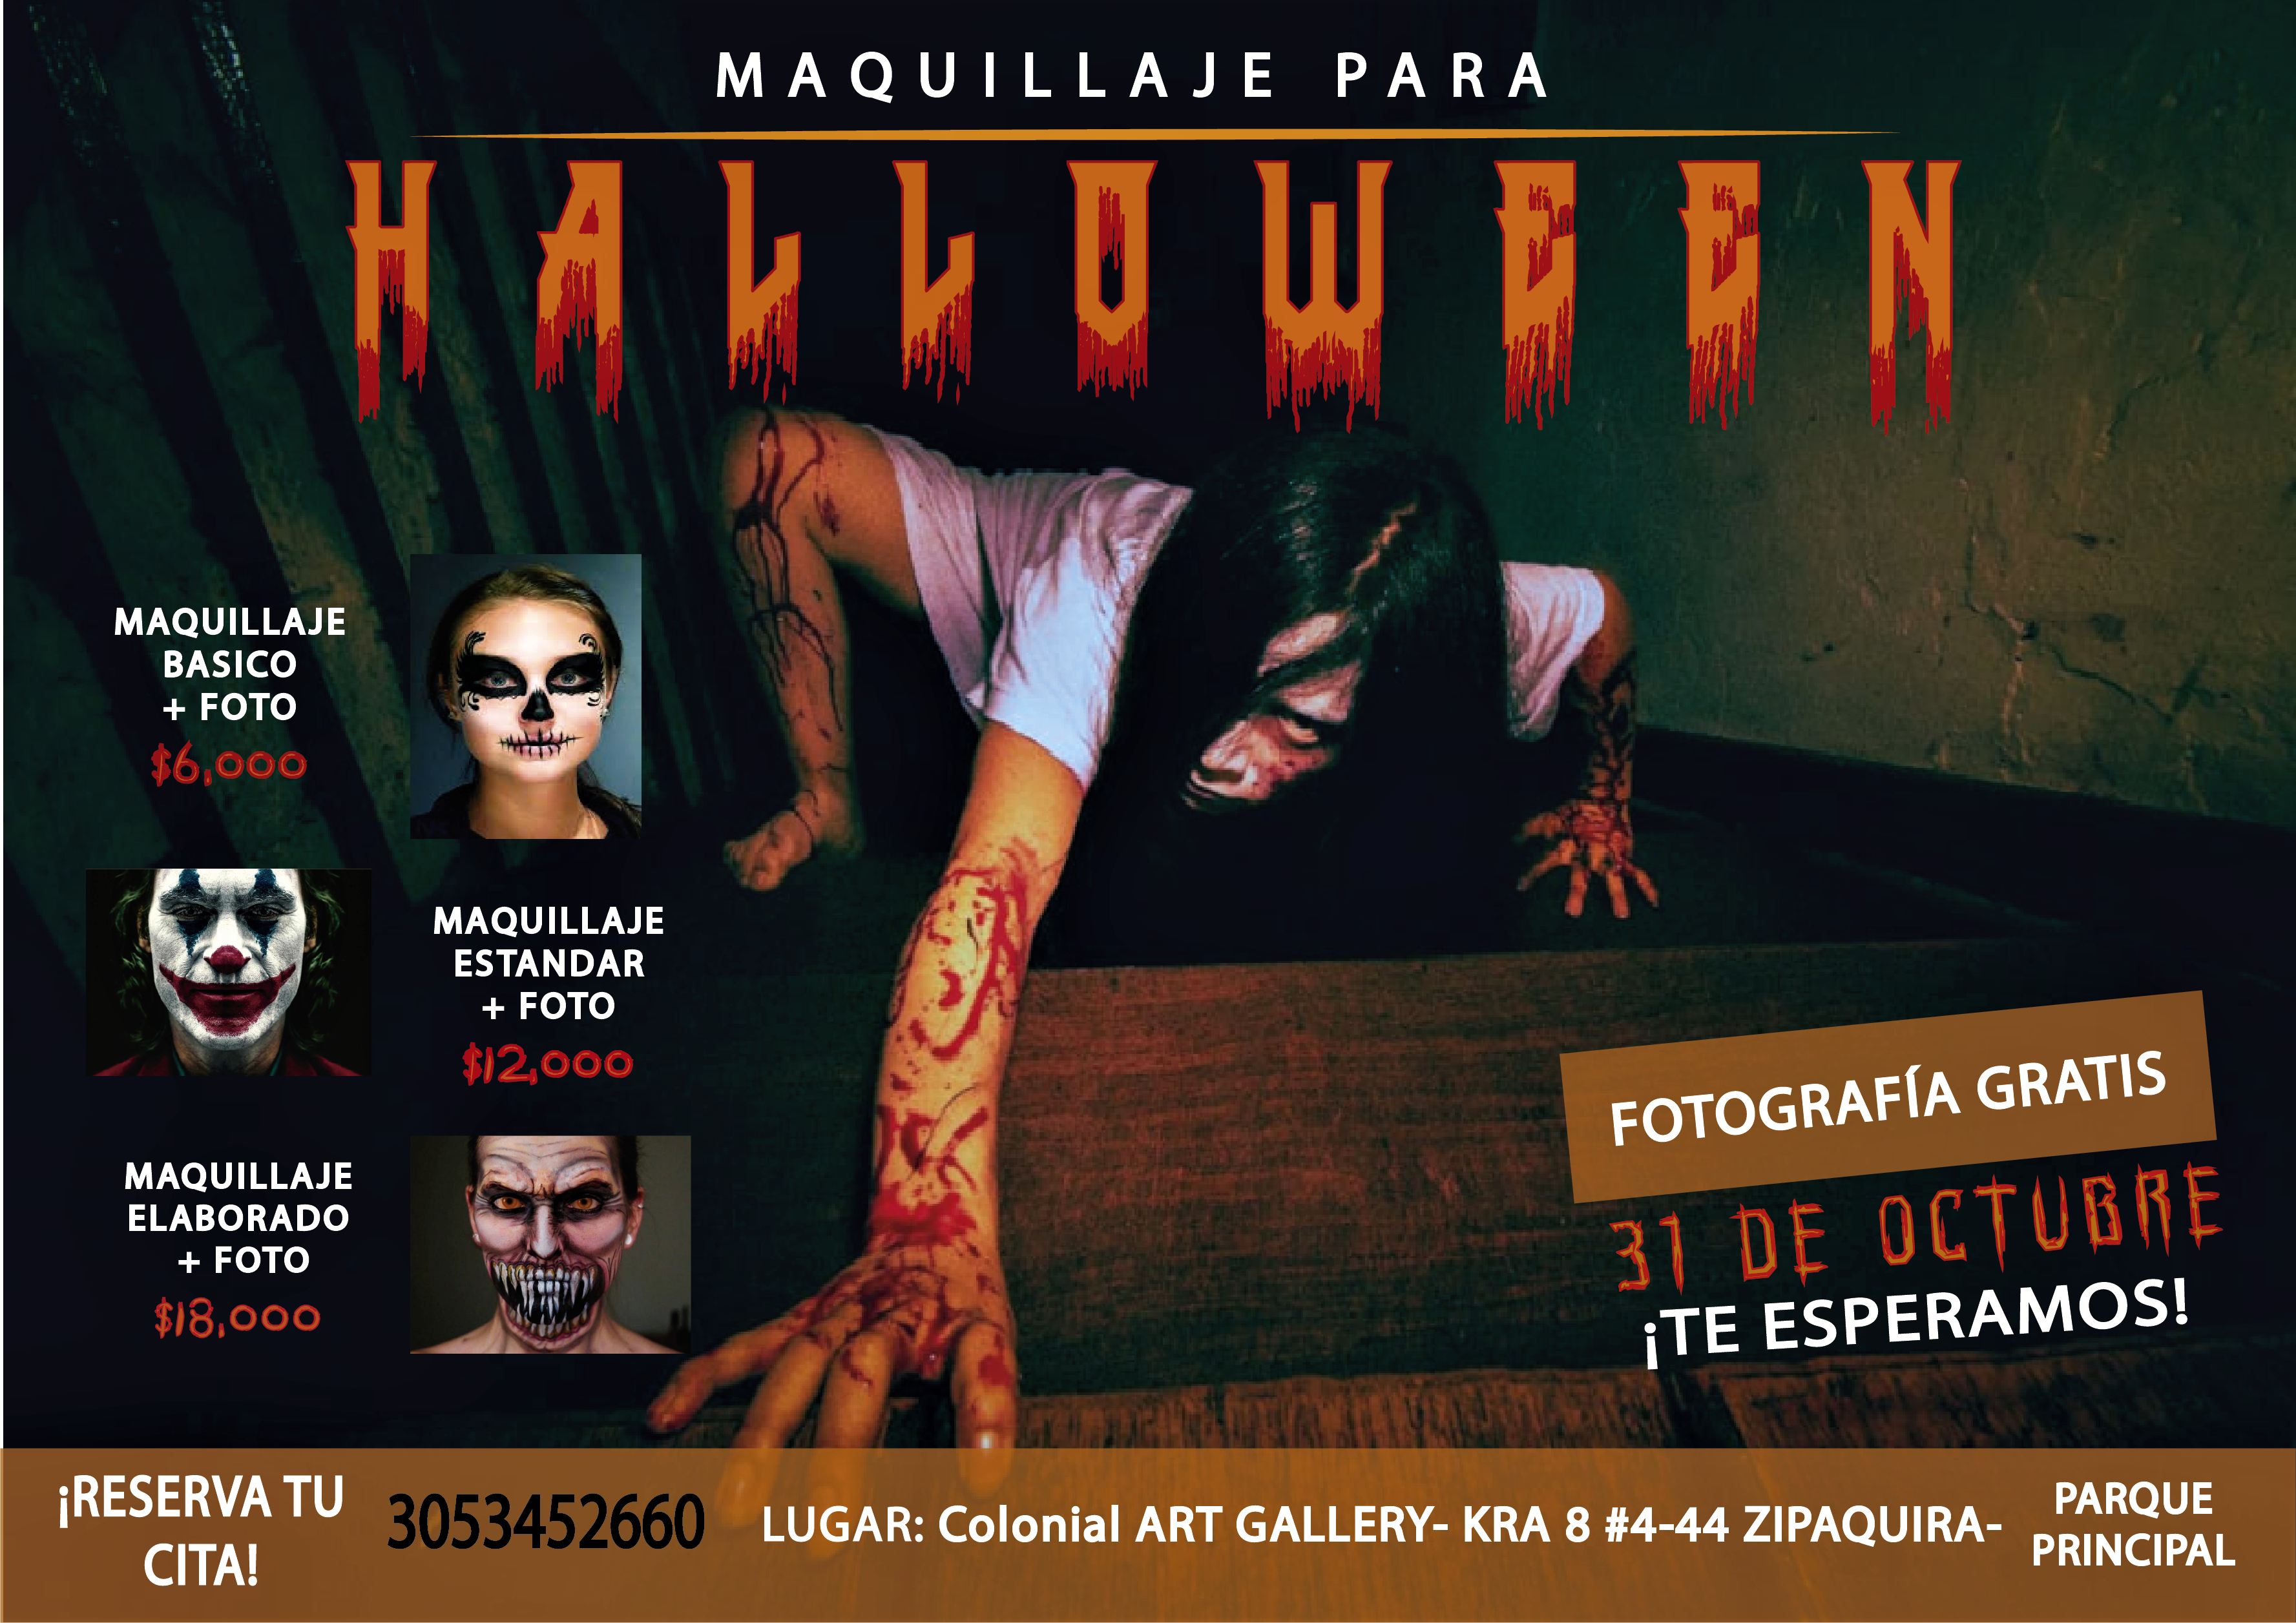 MAQUILLAJE PARA
HALLOWEEN
MAQUILLAJE
BASICO
+ FOTO
$6,000
MAQUILLAJE
ESTANDAR
+ FOTO
$12,000
MAQUILLAJE
ELABORADO
+ FOTO
$18,000
FOTOGRAFÍA GRATIS
31 DE OCTUBRE
¡TE ESPERAMOS!
¡RESERVA TU
CITA!
3053452660
LUGAR: Colonial ART GALLERY- KRA 8 #4-44 ZIPAQUIRA-
PARQUE
PRINCIPAL